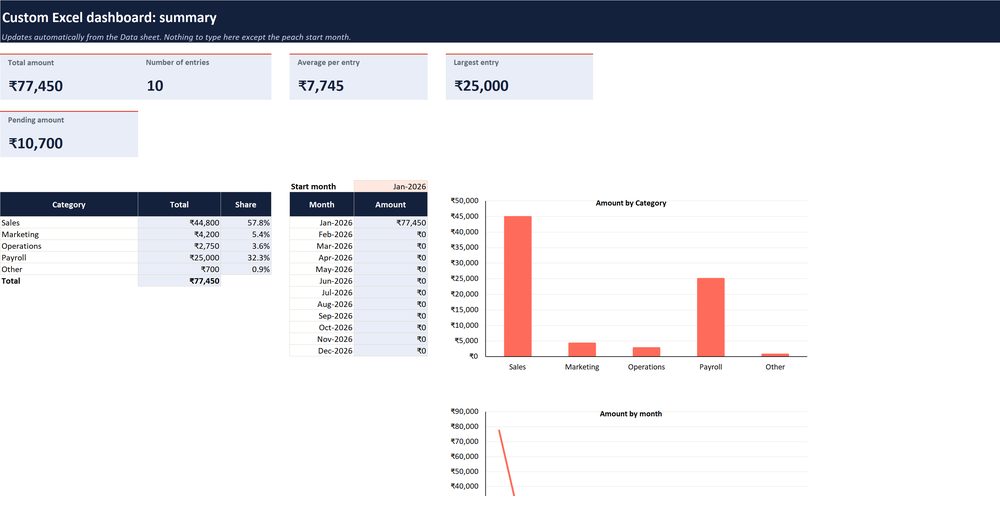 Custom Excel dashboard: summary
Updates automatically from the Data sheet. Nothing to type here except the peach start month.
Total amount
₹77,450
Number of entries
10
Average per entry
₹7,745
Largest entry
₹25,000
Pending amount
₹10,700
Category Total Share
Sales ₹44,800 57.8%
Marketing ₹4,200 5.4%
Operations ₹2,750 3.6%
Payroll ₹25,000 32.3%
Other ₹700 0.9%
Total ₹77,450
Start month Jan-2026
Month Amount
Jan-2026 ₹77,450
Feb-2026 ₹0
Mar-2026 ₹0
Apr-2026 ₹0
May-2026 ₹0
Jun-2026 ₹0
Jul-2026 ₹0
Aug-2026 ₹0
Sep-2026 ₹0
Oct-2026 ₹0
Nov-2026 ₹0
Dec-2026 ₹0
Amount by Category
₹50,000
₹45,000
₹40,000
₹35,000
₹30,000
₹25,000
₹20,000
₹15,000
₹10,000
₹5,000
₹0
Sales Marketing Operations Payroll Other
Amount by month
₹90,000
₹80,000
₹70,000
₹60,000
₹50,000
₹40,000